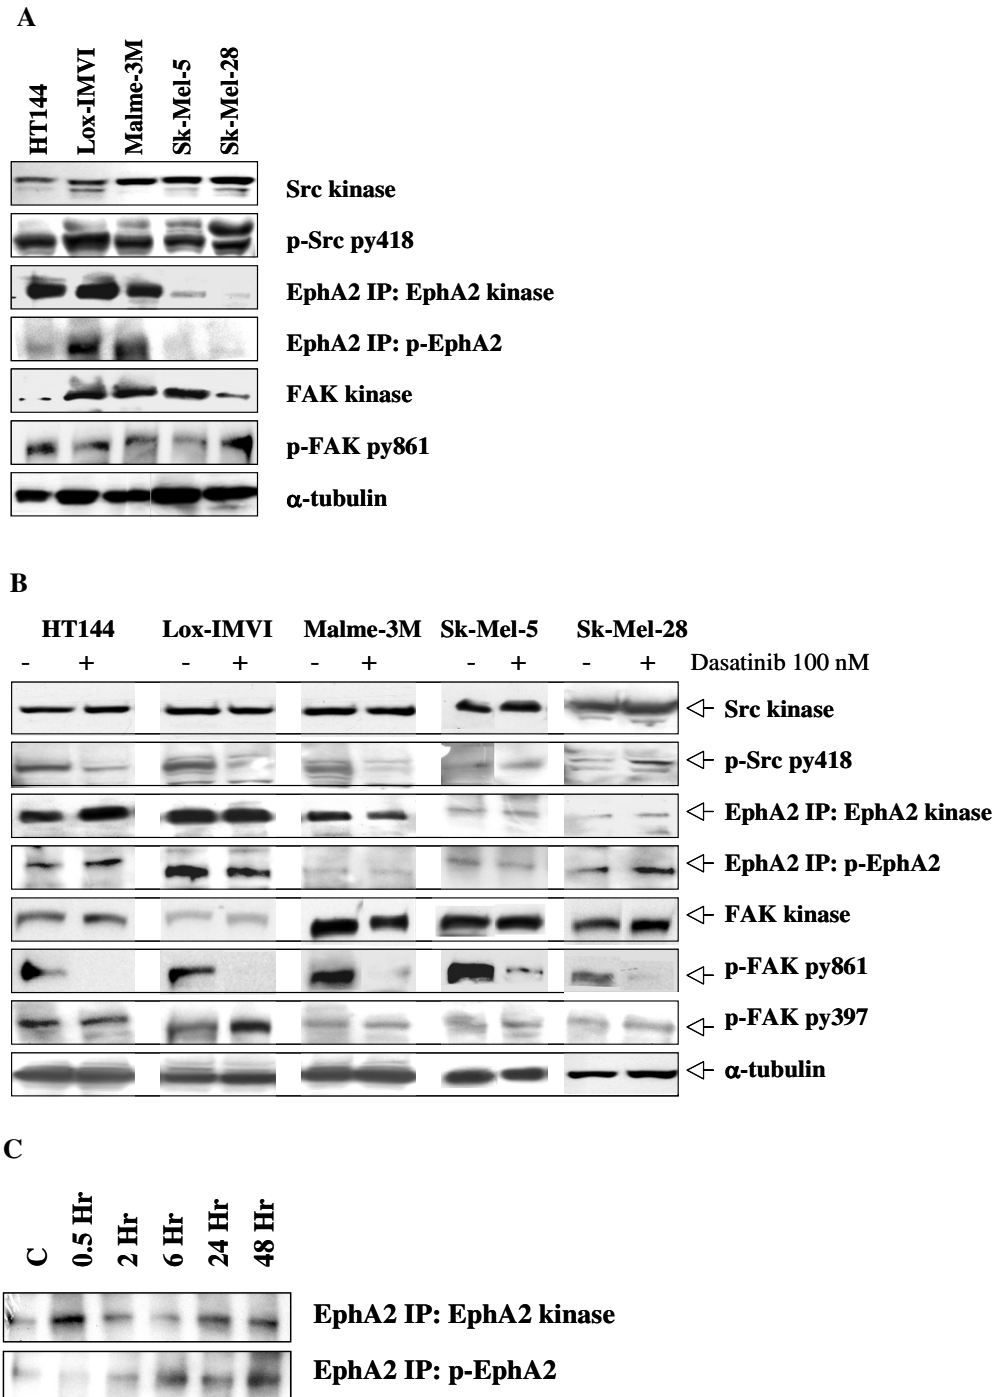 A
HT144
Lox-IMVI
Malme-3M
Sk-Mel-5
Sk-Mel-28
Src kinase
p-Src py418
EphA2 IP: EphA2 kinase
EphA2 IP: p-EphA2
FAK kinase
p-FAK py861
α-tubulin
B
HT144 Lox-IMVI Malme-3M Sk-Mel-5 Sk-Mel-28
- + - + - + - + - + Dasatinib 100 nM
Src kinase
p-Src py418
EphA2 IP: EphA2 kinase
EphA2 IP: p-EphA2
FAK kinase
p-FAK py861
p-FAK py397
α-tubulin
C
C
0.5 Hr
2 Hr
6 Hr
24 Hr
48 Hr
EphA2 IP: EphA2 kinase
EphA2 IP: p-EphA2